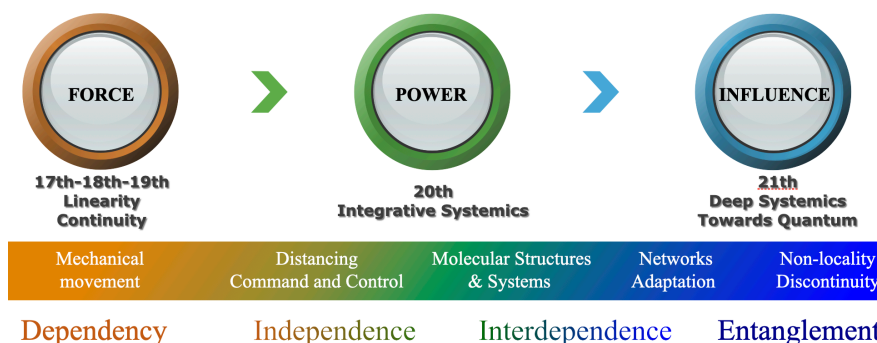 FORCE
POWER
INFLUENCE
17th-18th-19th
Linearity
Continuity
20th
Integrative Systemics
21th
Deep Systemics
Towards Quantum
Mechanical
movement
Distancing
Command and Control
Molecular Structures
& Systems
Networks
Adaptation
Non-locality
Discontinuity
Dependency
Independence
Interdependence
Entanglement